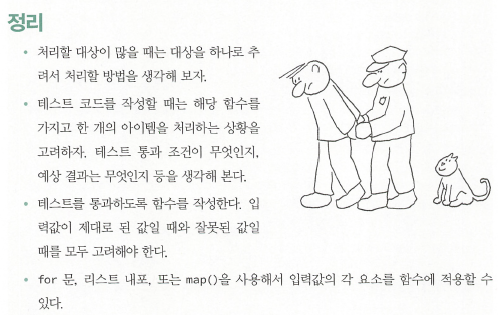 정리
• 처리할 대상이 많을 때는 대상을 하나로 추
려서 처리할 방법을 생각해 보자.
• 테스트 코드를 작성할 때는 해당 함수를
가지고 한 개의 아이템을 처리하는 상황을
고려하자. 테스트 통과 조건이 무엇인지,
예상 결과는 무엇인지 등을 생각해 본다.
• 테스트를 통과하도록 함수를 작성한다. 입
력값이 제대로 된 값일 때와 잘못된 값일
때를 모두 고려해야 한다.
• for 문, 리스트 내포, 또는 map()을 사용해서 입력값의 각 요소를 함수에 적용할 수
있다.